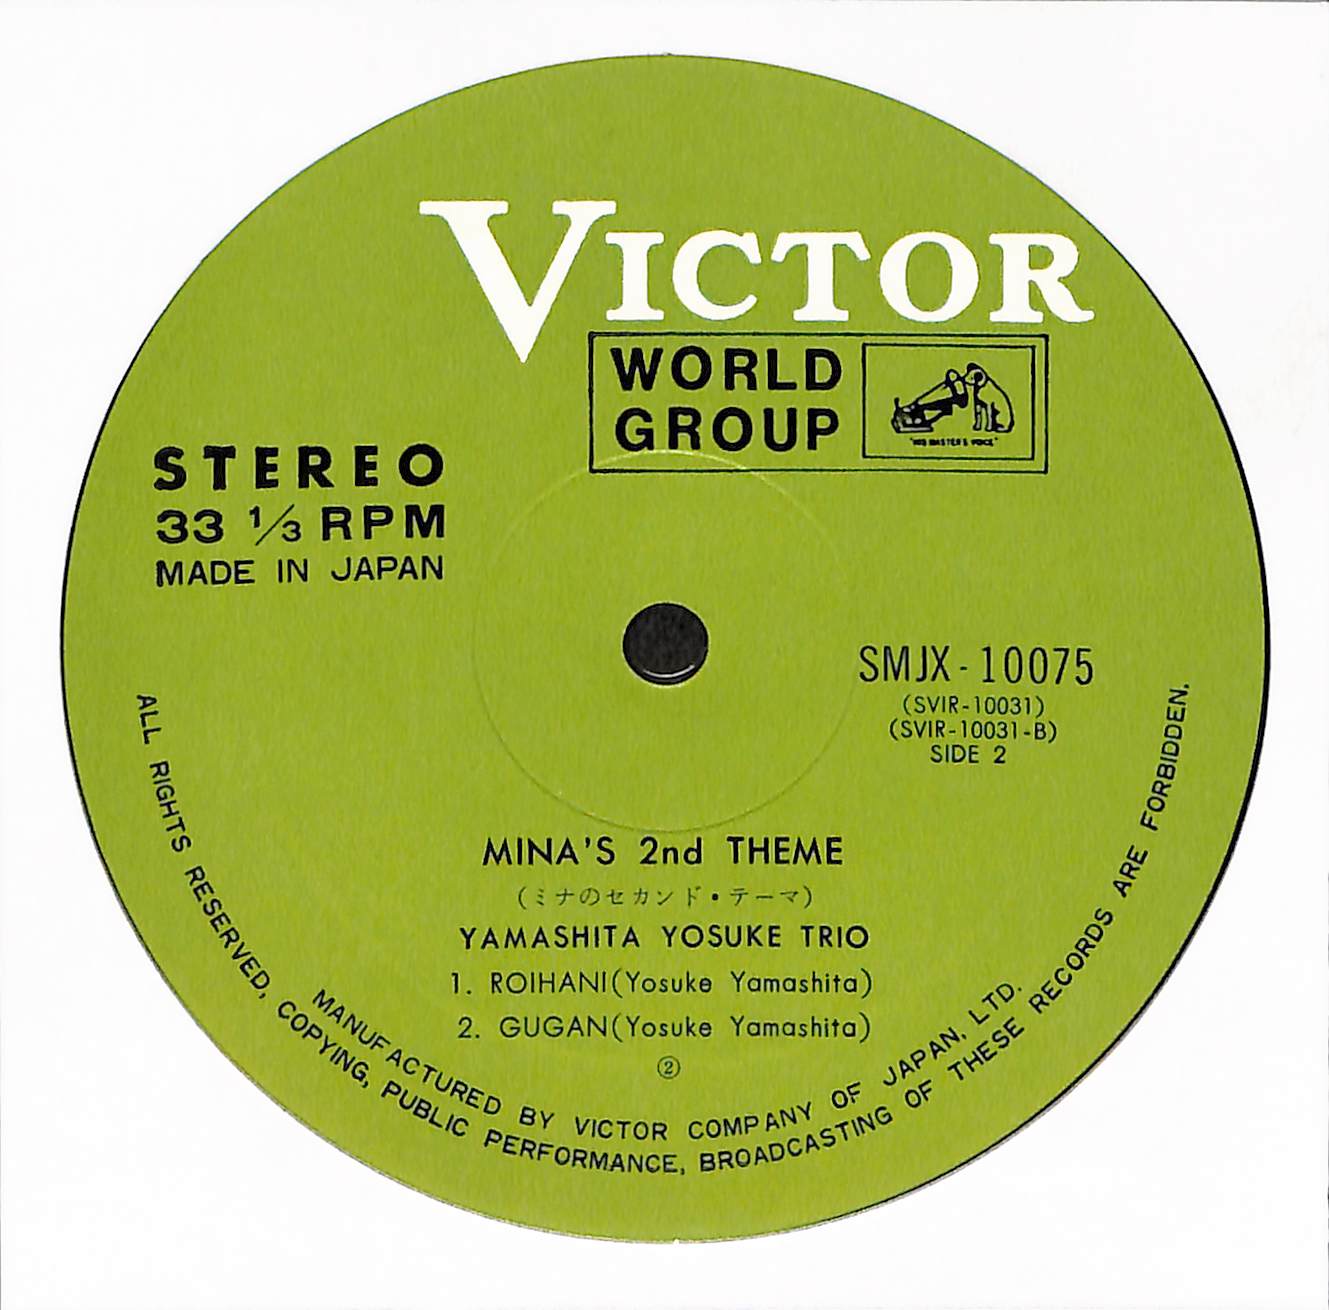 VICTOR
WORLD
GROUP
"HIS MASTER'S VOICE"
STEREO
33 1/3 RPM
MADE IN JAPAN
SMJX-10075
(SVIR-10031)
(SVIR-10031-B)
SIDE 2
MINA'S 2nd THEME
(ミナのセカンド・テーマ)
YAMASHITA YOSUKE TRIO
1. ROIHANI(Yosuke Yamashita)
2. GUGAN(Yosuke Yamashita)
②
MANUFACTURED BY VICTOR COMPANY OF JAPAN, LTD.
ALL RIGHTS RESERVED, COPYING, PUBLIC PERFORMANCE, BROADCASTING OF THESE RECORDS ARE FORBIDDEN.